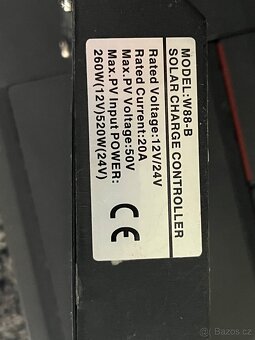 MODEL:W88-B
SOLAR CHARGE CONTROLLER
Rated Voltage:12V/24V
Rated Current:20A
Max.PV Voltage:50V
Max.PV Input POWER:
260W(12V)520W(24V)
CE
Bazoš.cz